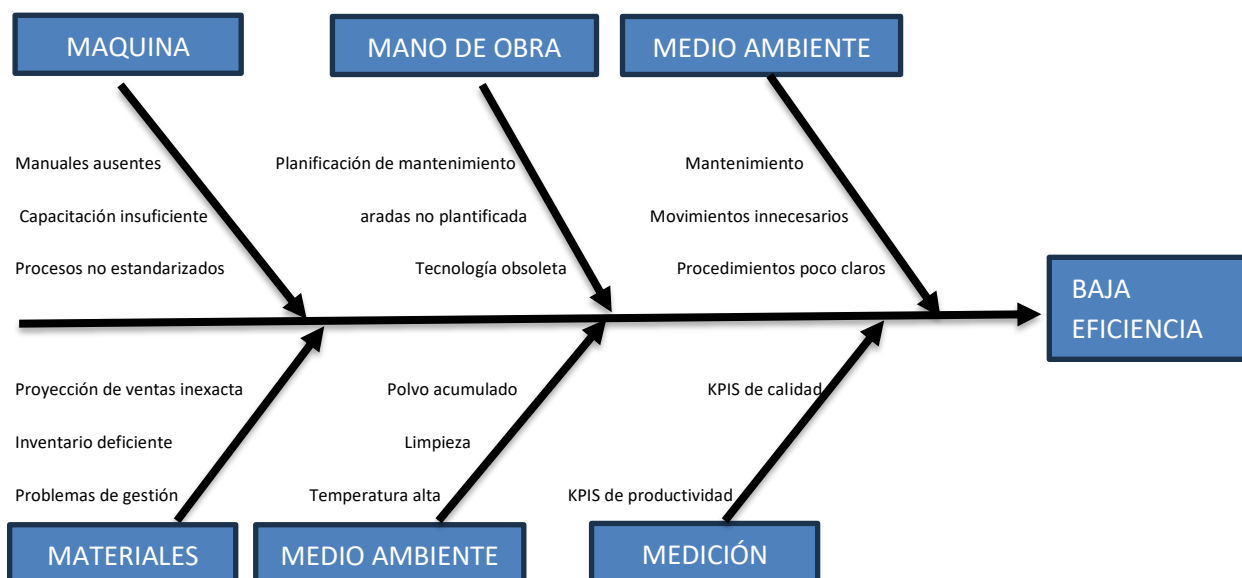 MAQUINA
MANO DE OBRA
MEDIO AMBIENTE
Manuales ausentes
Planificación de mantenimiento
Mantenimiento
Capacitación insuficiente
aradas no plantificada
Movimientos innecesarios
Procesos no estandarizados
Tecnología obsoleta
Procedimientos poco claros
BAJA
EFICIENCIA
Proyección de ventas inexacta
Polvo acumulado
KPIS de calidad
Inventario deficiente
Limpieza
Problemas de gestión
Temperatura alta
KPIS de productividad
MATERIALES
MEDIO AMBIENTE
MEDICIÓN